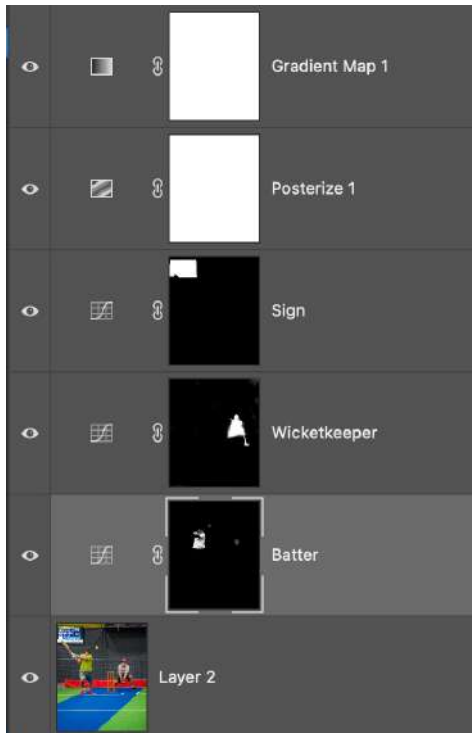 Gradient Map 1
Posterize 1
Sign
Wicketkeeper
Batter
Layer 2